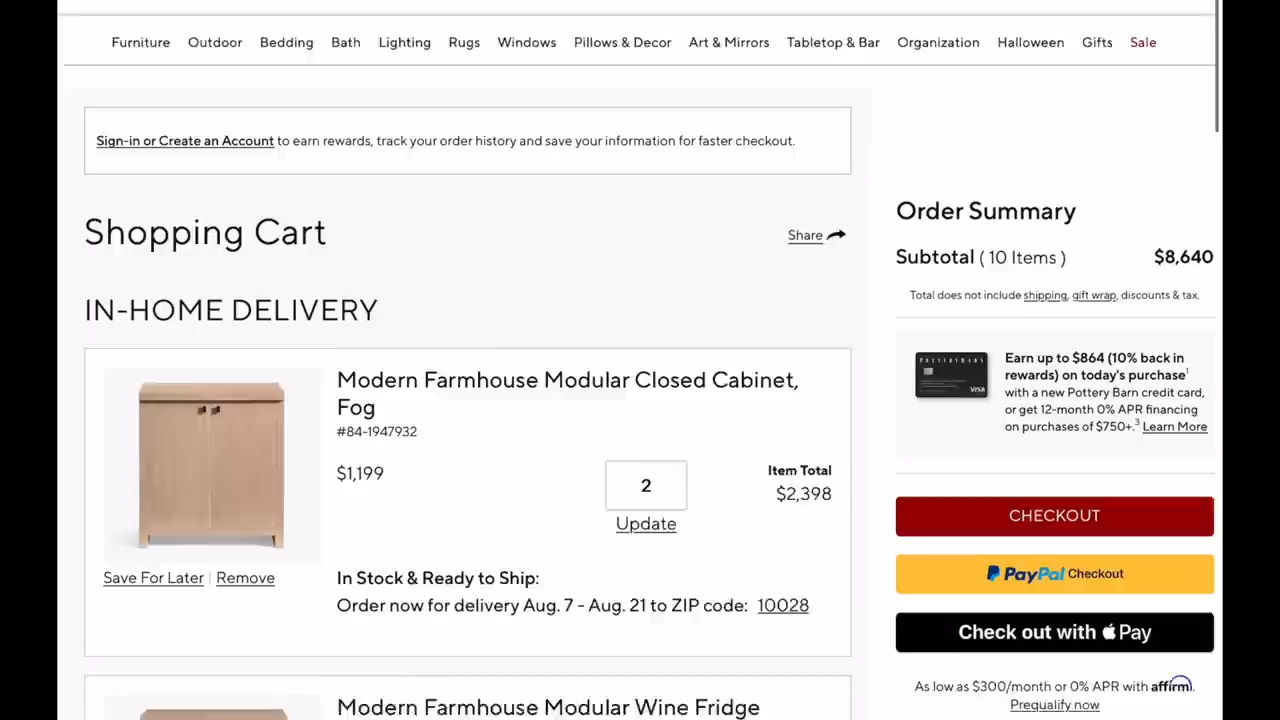 Furniture Outdoor Bedding Bath Lighting Rugs Windows Pillows & Decor Art & Mirrors Tabletop & Bar Organization Halloween Gifts Sale
Sign-in or Create an Account to earn rewards, track your order history and save your information for faster checkout.
Shopping Cart
Share
IN-HOME DELIVERY
Modern Farmhouse Modular Closed Cabinet,
Fog
#84-1947932
$1,199
2
Update
Item Total
$2,398
Save For Later | Remove
In Stock & Ready to Ship:
Order now for delivery Aug. 7 - Aug. 21 to ZIP code: 10028
Modern Farmhouse Modular Wine Fridge
Order Summary
Subtotal ( 10 Items ) $8,640
Total does not include shipping, gift wrap, discounts & tax.
POTTERY BARN
VISA
Earn up to $864 (10% back in
rewards) on today's purchase1
with a new Pottery Barn credit card,
or get 12-month 0% APR financing
on purchases of $750+.3 Learn More
CHECKOUT
PayPal Checkout
Check out with Pay
As low as $300/month or 0% APR with affirm.
Prequalify now